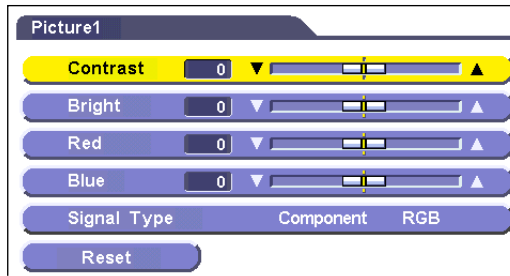 Picture1
Contrast 0 ▼ ▲
Bright 0 ▼ ▲
Red 0 ▼ ▲
Blue 0 ▼ ▲
Signal Type Component RGB
Reset